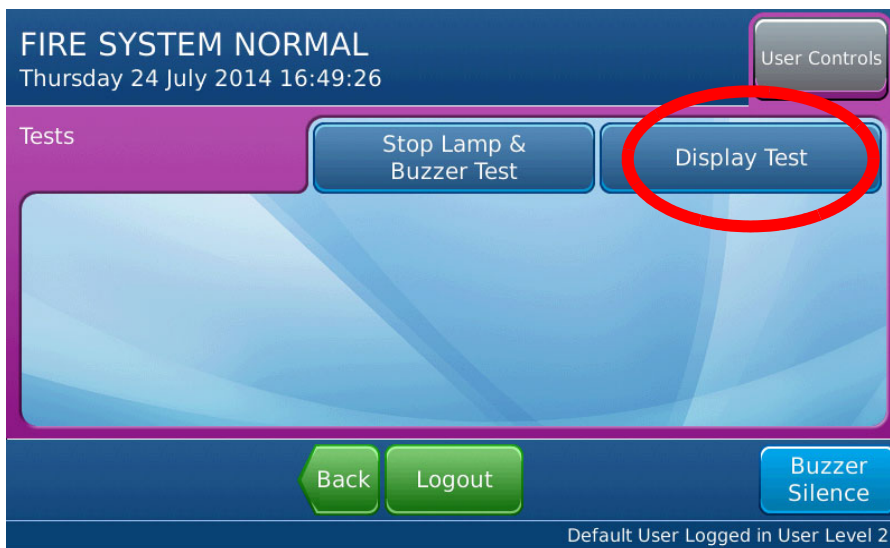 FIRE SYSTEM NORMAL
Thursday 24 July 2014 16:49:26
User Controls
Tests
Stop Lamp &
Buzzer Test
Display Test
Back
Logout
Buzzer
Silence
Default User Logged in User Level 2